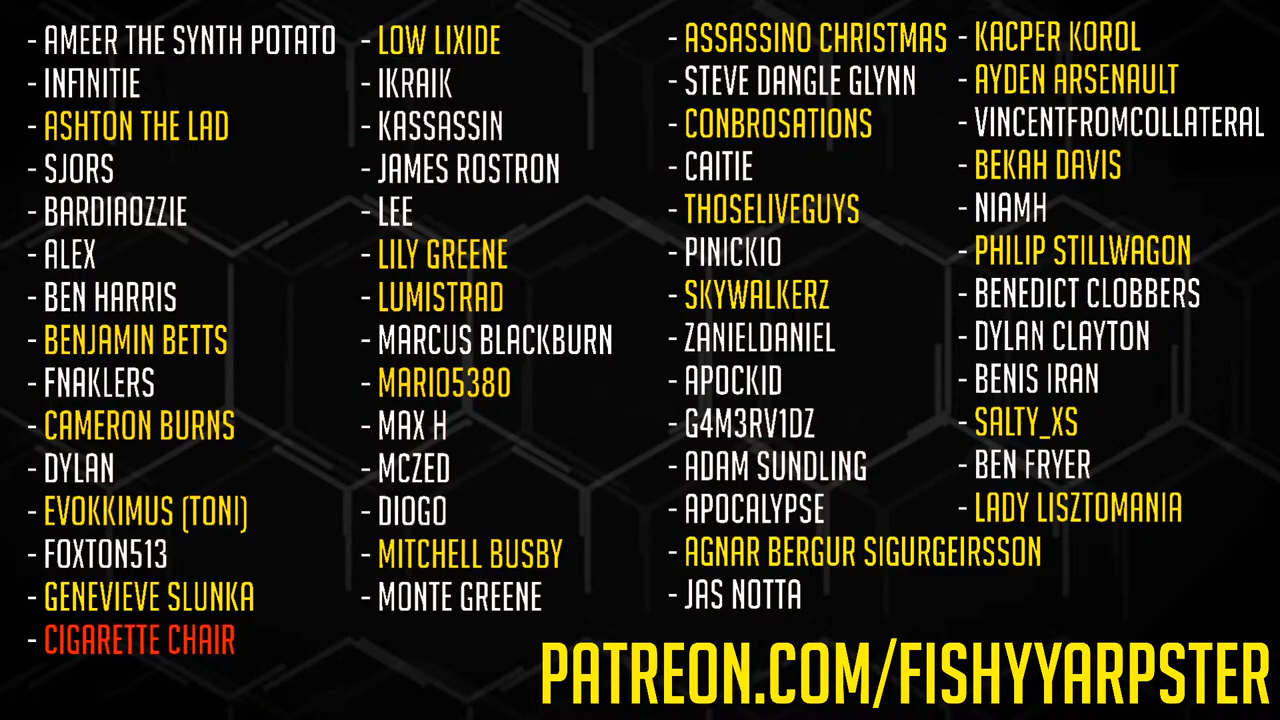 - AMEER THE SYNTH POTATO
- INFINITIE
- ASHTON THE LAD
- SJORS
- BARDIAOZZIE
- ALEX
- BEN HARRIS
- BENJAMIN BETTS
- FNAKLERS
- CAMERON BURNS
- DYLAN
- EVOKKIMUS (TONI)
- FOXTON513
- GENEVIEVE SLUNKA
- CIGARETTE CHAIR
- LOW LIXIDE
- IKRAIK
- KASSASSIN
- JAMES ROSTRON
- LEE
- LILY GREENE
- LUMISTRAD
- MARCUS BLACKBURN
- MARIO5380
- MAX H
- MCZED
- DIOGO
- MITCHELL BUSBY
- MONTE GREENE
- ASSASSINO CHRISTMAS
- STEVE DANGLE GLYNN
- CONBROSATIONS
- CAITIE
- THOSELIVEGUYS
- PINICKIO
- SKYWALKERZ
- ZANIELDANIEL
- APOCKID
- G4M3RV1DZ
- ADAM SUNDLING
- APOCALYPSE
- AGNAR BERGUR SIGURGEIRSSON
- JAS NOTTA
- KACPER KOROL
- AYDEN ARSENAULT
- VINCENTFROMCOLLATERAL
- BEKAH DAVIS
- NIAMH
- PHILIP STILLWAGON
- BENEDICT CLOBBERS
- DYLAN CLAYTON
- BENIS IRAN
- SALTY_XS
- BEN FRYER
- LADY LISZTOMANIA
PATREON.COM/FISHYYARPSTER